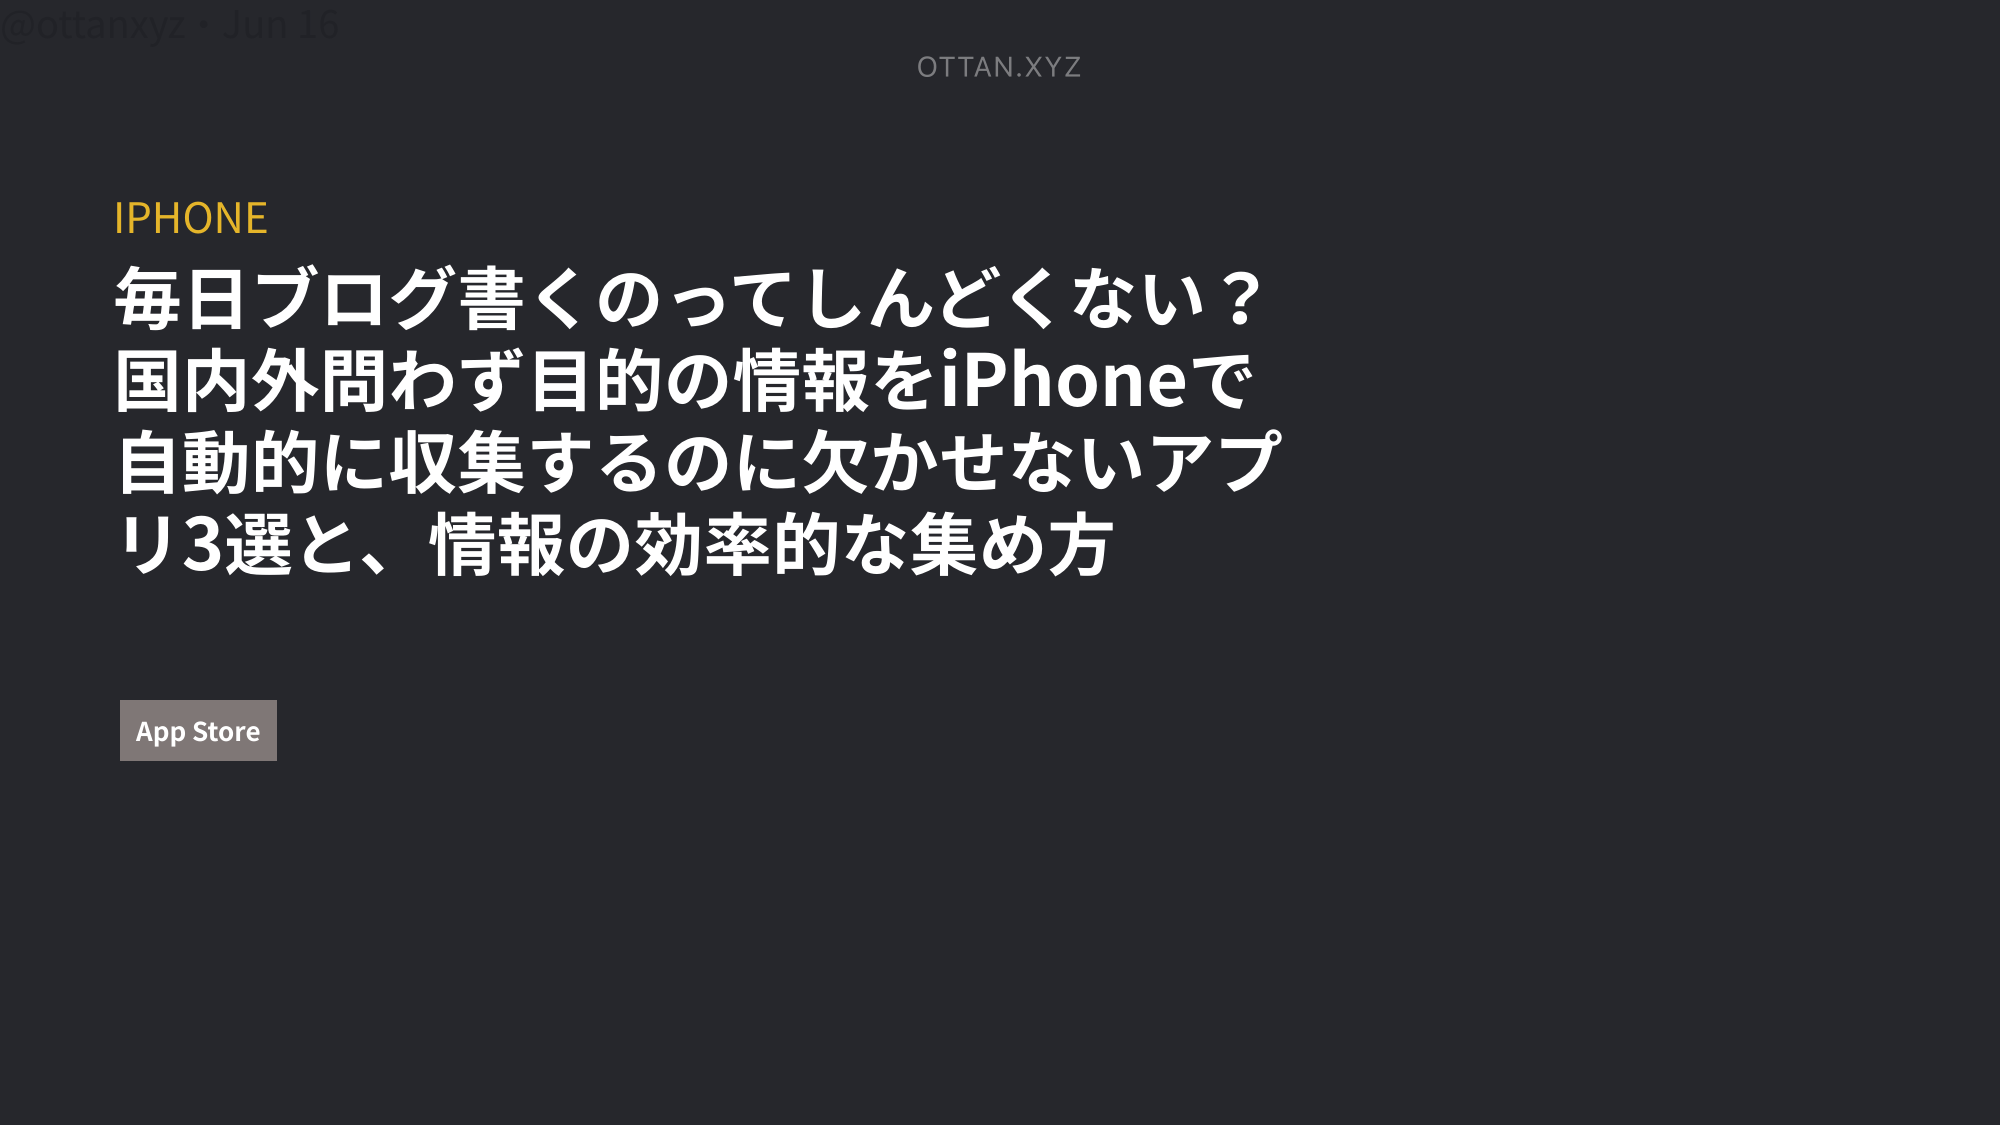 @ottanxyz・Jun 16
OTTAN.XYZ
IPHONE
毎日ブログ書くのってしんどくない？
国内外問わず目的の情報をiPhoneで
自動的に収集するのに欠かせないアプ
リ3選と、情報の効率的な集め方
App Store